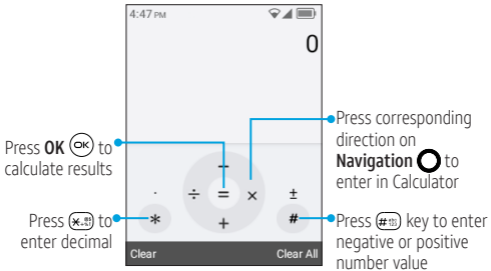 4:47 PM
0
Press OK (OK) to
calculate results
Press * to
enter decimal
Press corresponding
direction on
Navigation to
enter in Calculator
Press # key to enter
negative or positive
number value
−
÷ = ×
+
. ±
* #
Clear Clear All